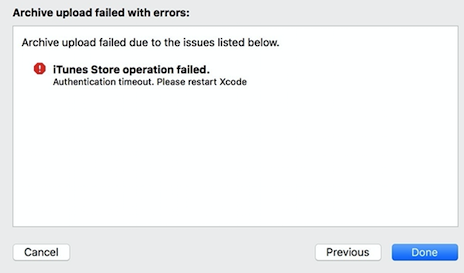 Archive upload failed with errors:
Archive upload failed due to the issues listed below.
iTunes Store operation failed.
Authentication timeout. Please restart Xcode
Cancel
Previous
Done